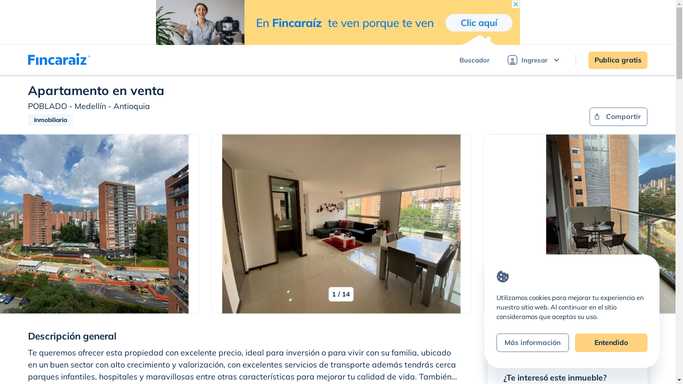 En Fincaraíz te ven porque te ven
Clic aquí
Fincaraiz
Buscador
Ingresar
Publica gratis
Apartamento en venta
POBLADO - Medellín - Antioquia
Inmobiliaria
Compartir
1 / 14
Utilizamos cookies para mejorar tu experiencia en
nuestro sitio web. Al continuar en el sitio
consideramos que aceptas su uso.
Más información
Entendido
Descripción general
Te queremos ofrecer esta propiedad con excelente precio, ideal para inversión o para vivir con su familia, ubicado
en un buen sector con alto crecimiento y valorización, con excelentes servicios de transporte además tendrás cerca
parques infantiles, hospitales y maravillosas entre otras características para mejorar tu calidad de vida. También...
¿Te interesó este inmueble?